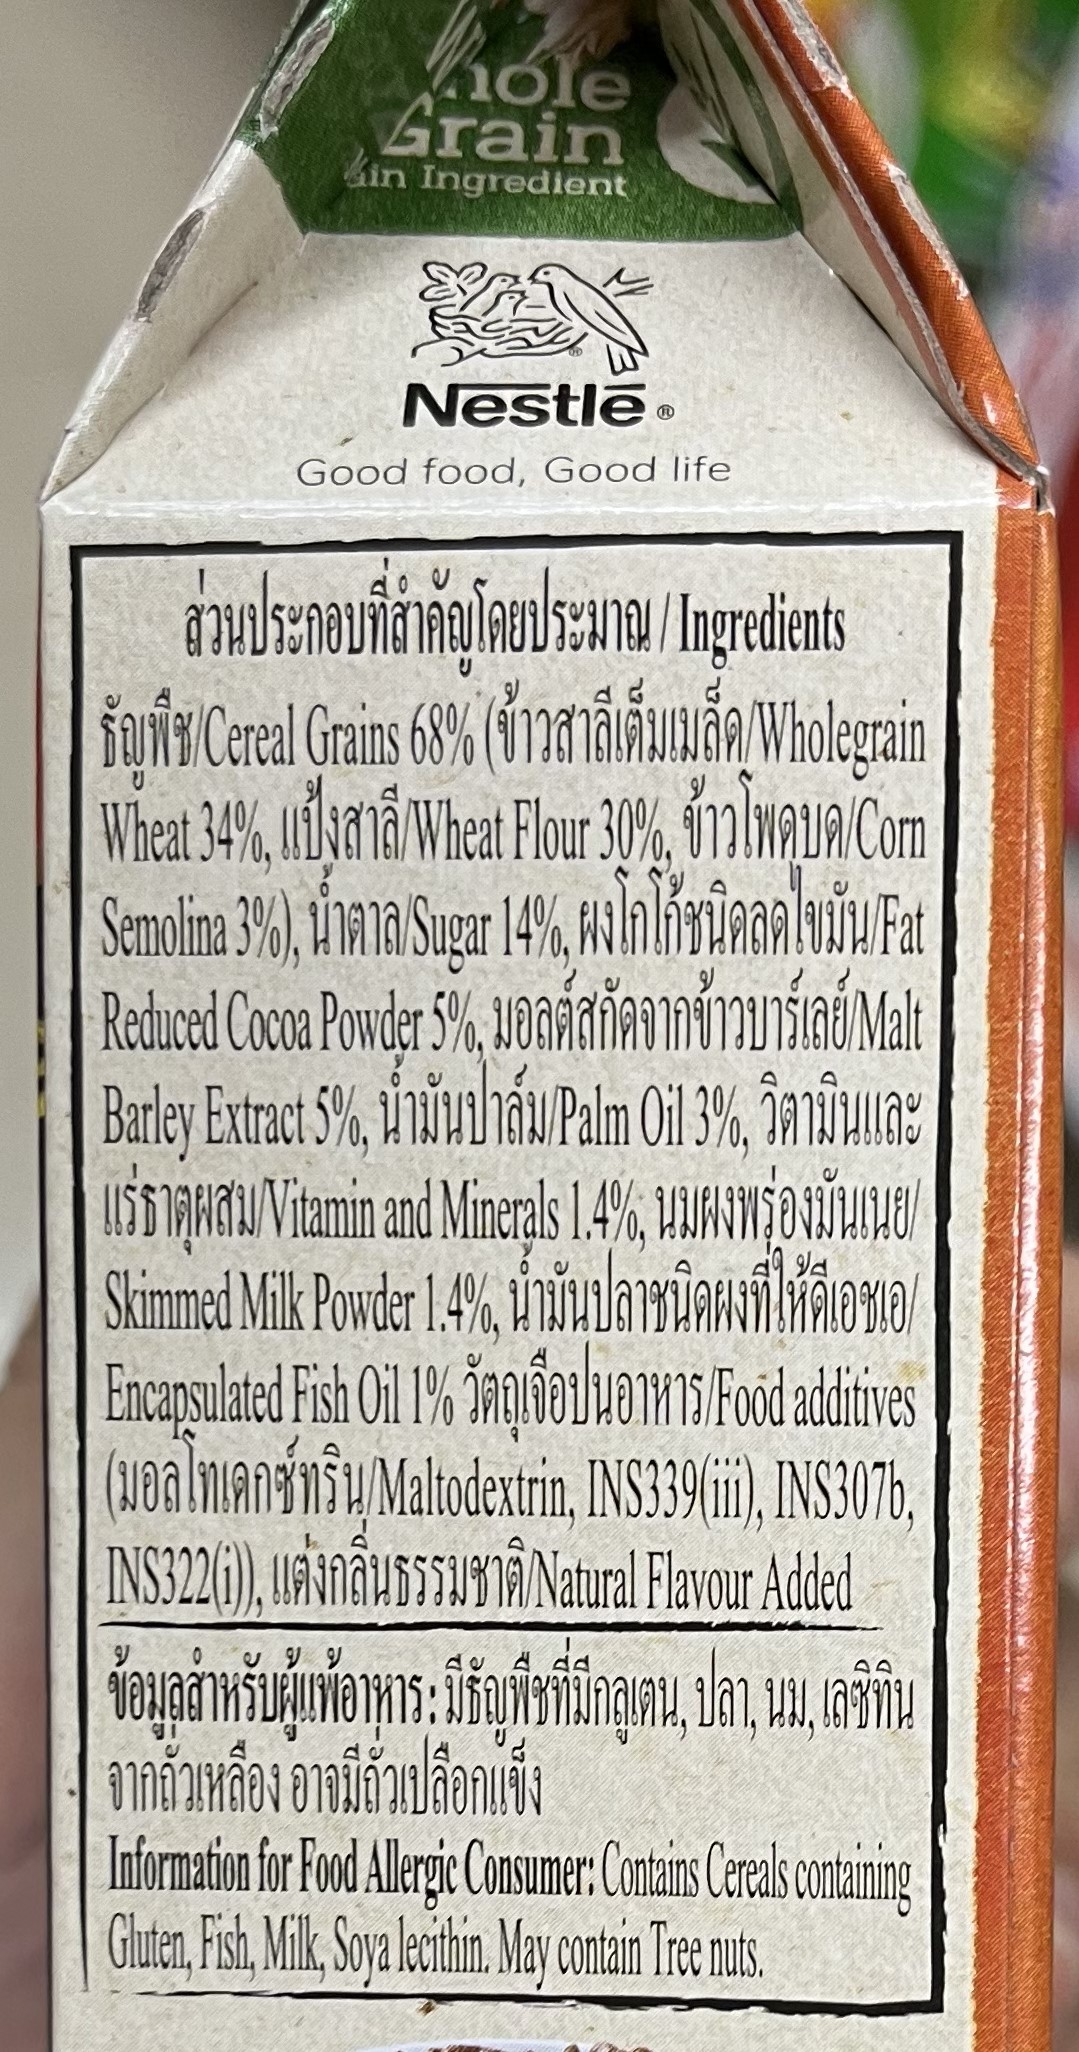 Grain
Ingredient
Nestlē®
Good food, Good life
ส่วนประกอบที่สำคัญโดยประมาณ / Ingredients
ธัญพืช/Cereal Grains 68% (ข้าวสาลีเต็มเมล็ด/Wholegrain
Wheat 34%, แป้งสาลี/Wheat Flour 30%, ข้าวโพดบด/Corn
Semolina 3%), น้ำตาล/Sugar 14%, ผงโกโก้ชนิดลดไขมัน/Fat
Reduced Cocoa Powder 5%, มอลต์สกัดจากข้าวบาร์เลย์/Malt
Barley Extract 5%, น้ำมันปาล์ม/Palm Oil 3%, วิตามินและ
แร่ธาตุผสม/Vitamin and Minerals 1.4%, นมผงพร่องมันเนย/
Skimmed Milk Powder 1.4%, น้ำมันปลาชนิดผงที่ให้ดีเอชเอ/
Encapsulated Fish Oil 1% วัตถุเจือปนอาหาร/Food additives
(มอลโทเดกซ์ทริน/Maltodextrin, INS339(iii), INS307b,
INS322(i)), แต่งกลิ่นธรรมชาติ/Natural Flavour Added
ข้อมูลสำหรับผู้แพ้อาหาร: มีธัญพืชที่มีกลูเตน, ปลา, นม, เลซิทิน
จากถั่วเหลือง อาจมีถั่วเปลือกแข็ง
Information for Food Allergic Consumer: Contains Cereals containing
Gluten, Fish, Milk, Soya lecithin. May contain Tree nuts.